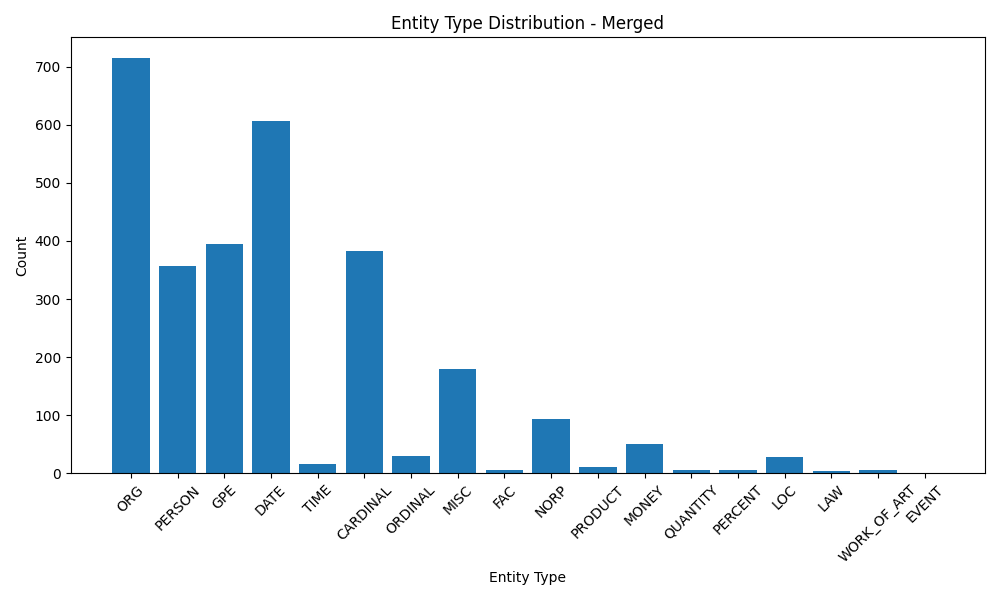 Entity Type Distribution - Merged
700
600
500
400
300
200
100
0
Count
ORG
PERSON
GPE
DATE
TIME
CARDINAL
ORDINAL
MISC
FAC
NORP
PRODUCT
MONEY
QUANTITY
PERCENT
LOC
LAW
WORK_OF_ART
EVENT
Entity Type